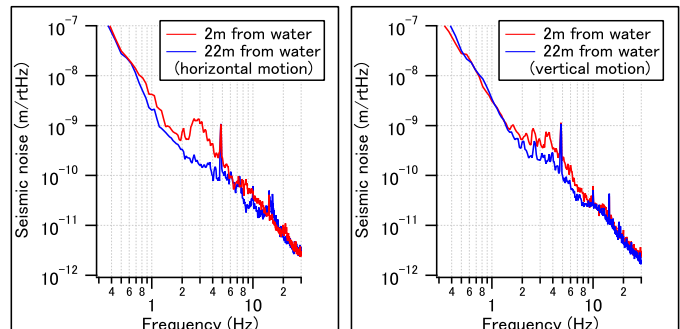 2m from water
22m from water
(horizontal motion)
Seismic noise (m/rtHz)
10-7
10-8
10-9
10-10
10-11
10-12
4 6 8 1 2 4 6 8 10 2
Frequency (Hz)
2m from water
22m from water
(vertical motion)
Seismic noise (m/rtHz)
10-7
10-8
10-9
10-10
10-11
10-12
4 6 8 1 2 4 6 8 10 2
Frequency (Hz)